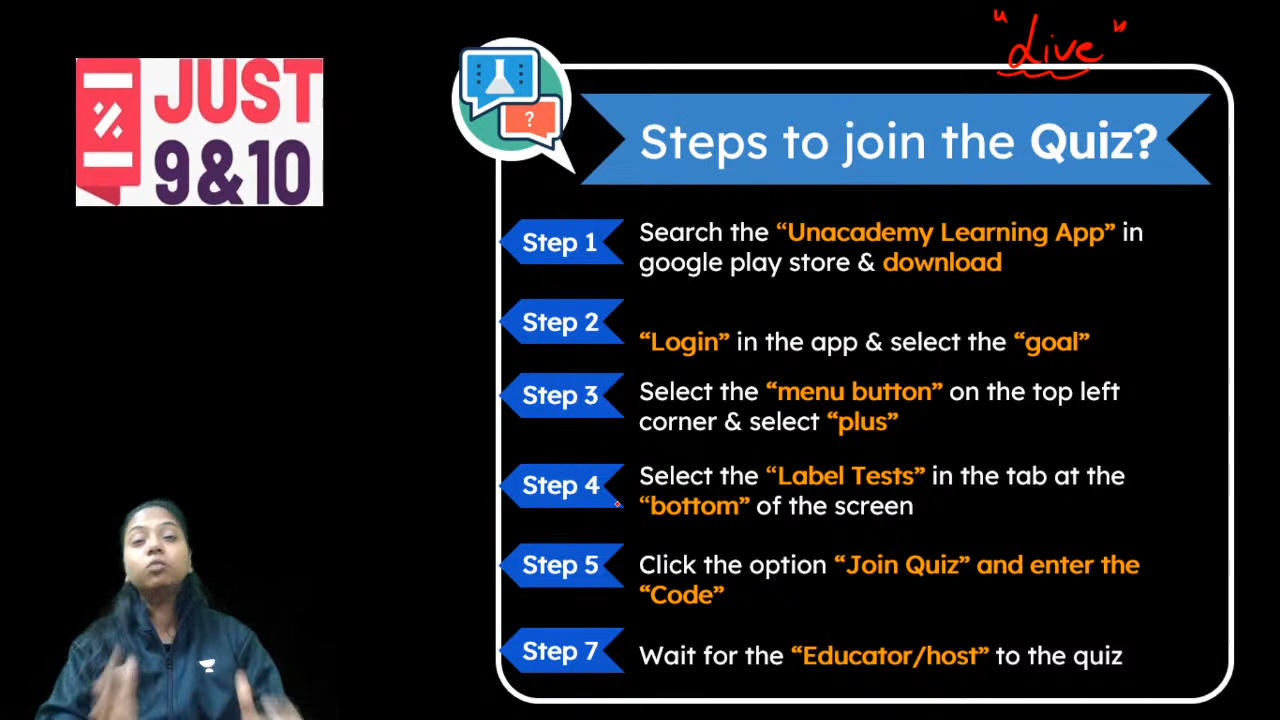 "Live"
JUST
9&10
Steps to join the Quiz?
Step 1
Search the “Unacademy Learning App” in
google play store & download
Step 2
“Login” in the app & select the “goal”
Step 3
Select the “menu button” on the top left
corner & select “plus”
Step 4
Select the “Label Tests” in the tab at the
“bottom” of the screen
Step 5
Click the option “Join Quiz” and enter the
“Code”
Step 7
Wait for the “Educator/host” to the quiz